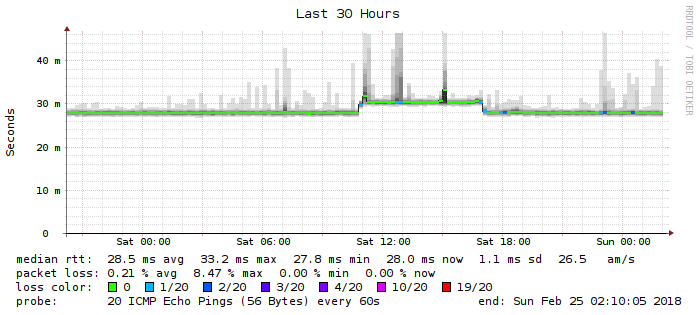 Last 30 Hours
RRDTOOL / TOBI OETIKER
Seconds
40 m
30 m
20 m
10 m
0
Sat 00:00 Sat 06:00 Sat 12:00 Sat 18:00 Sun 00:00
median rtt: 28.5 ms avg 33.2 ms max 27.8 ms min 28.0 ms now 1.1 ms sd 26.5 am/s
packet loss: 0.21 % avg 8.47 % max 0.00 % min 0.00 % now
loss color: 0 1/20 2/20 3/20 4/20 10/20 19/20
probe: 20 ICMP Echo Pings (56 Bytes) every 60s end: Sun Feb 25 02:10:05 2018